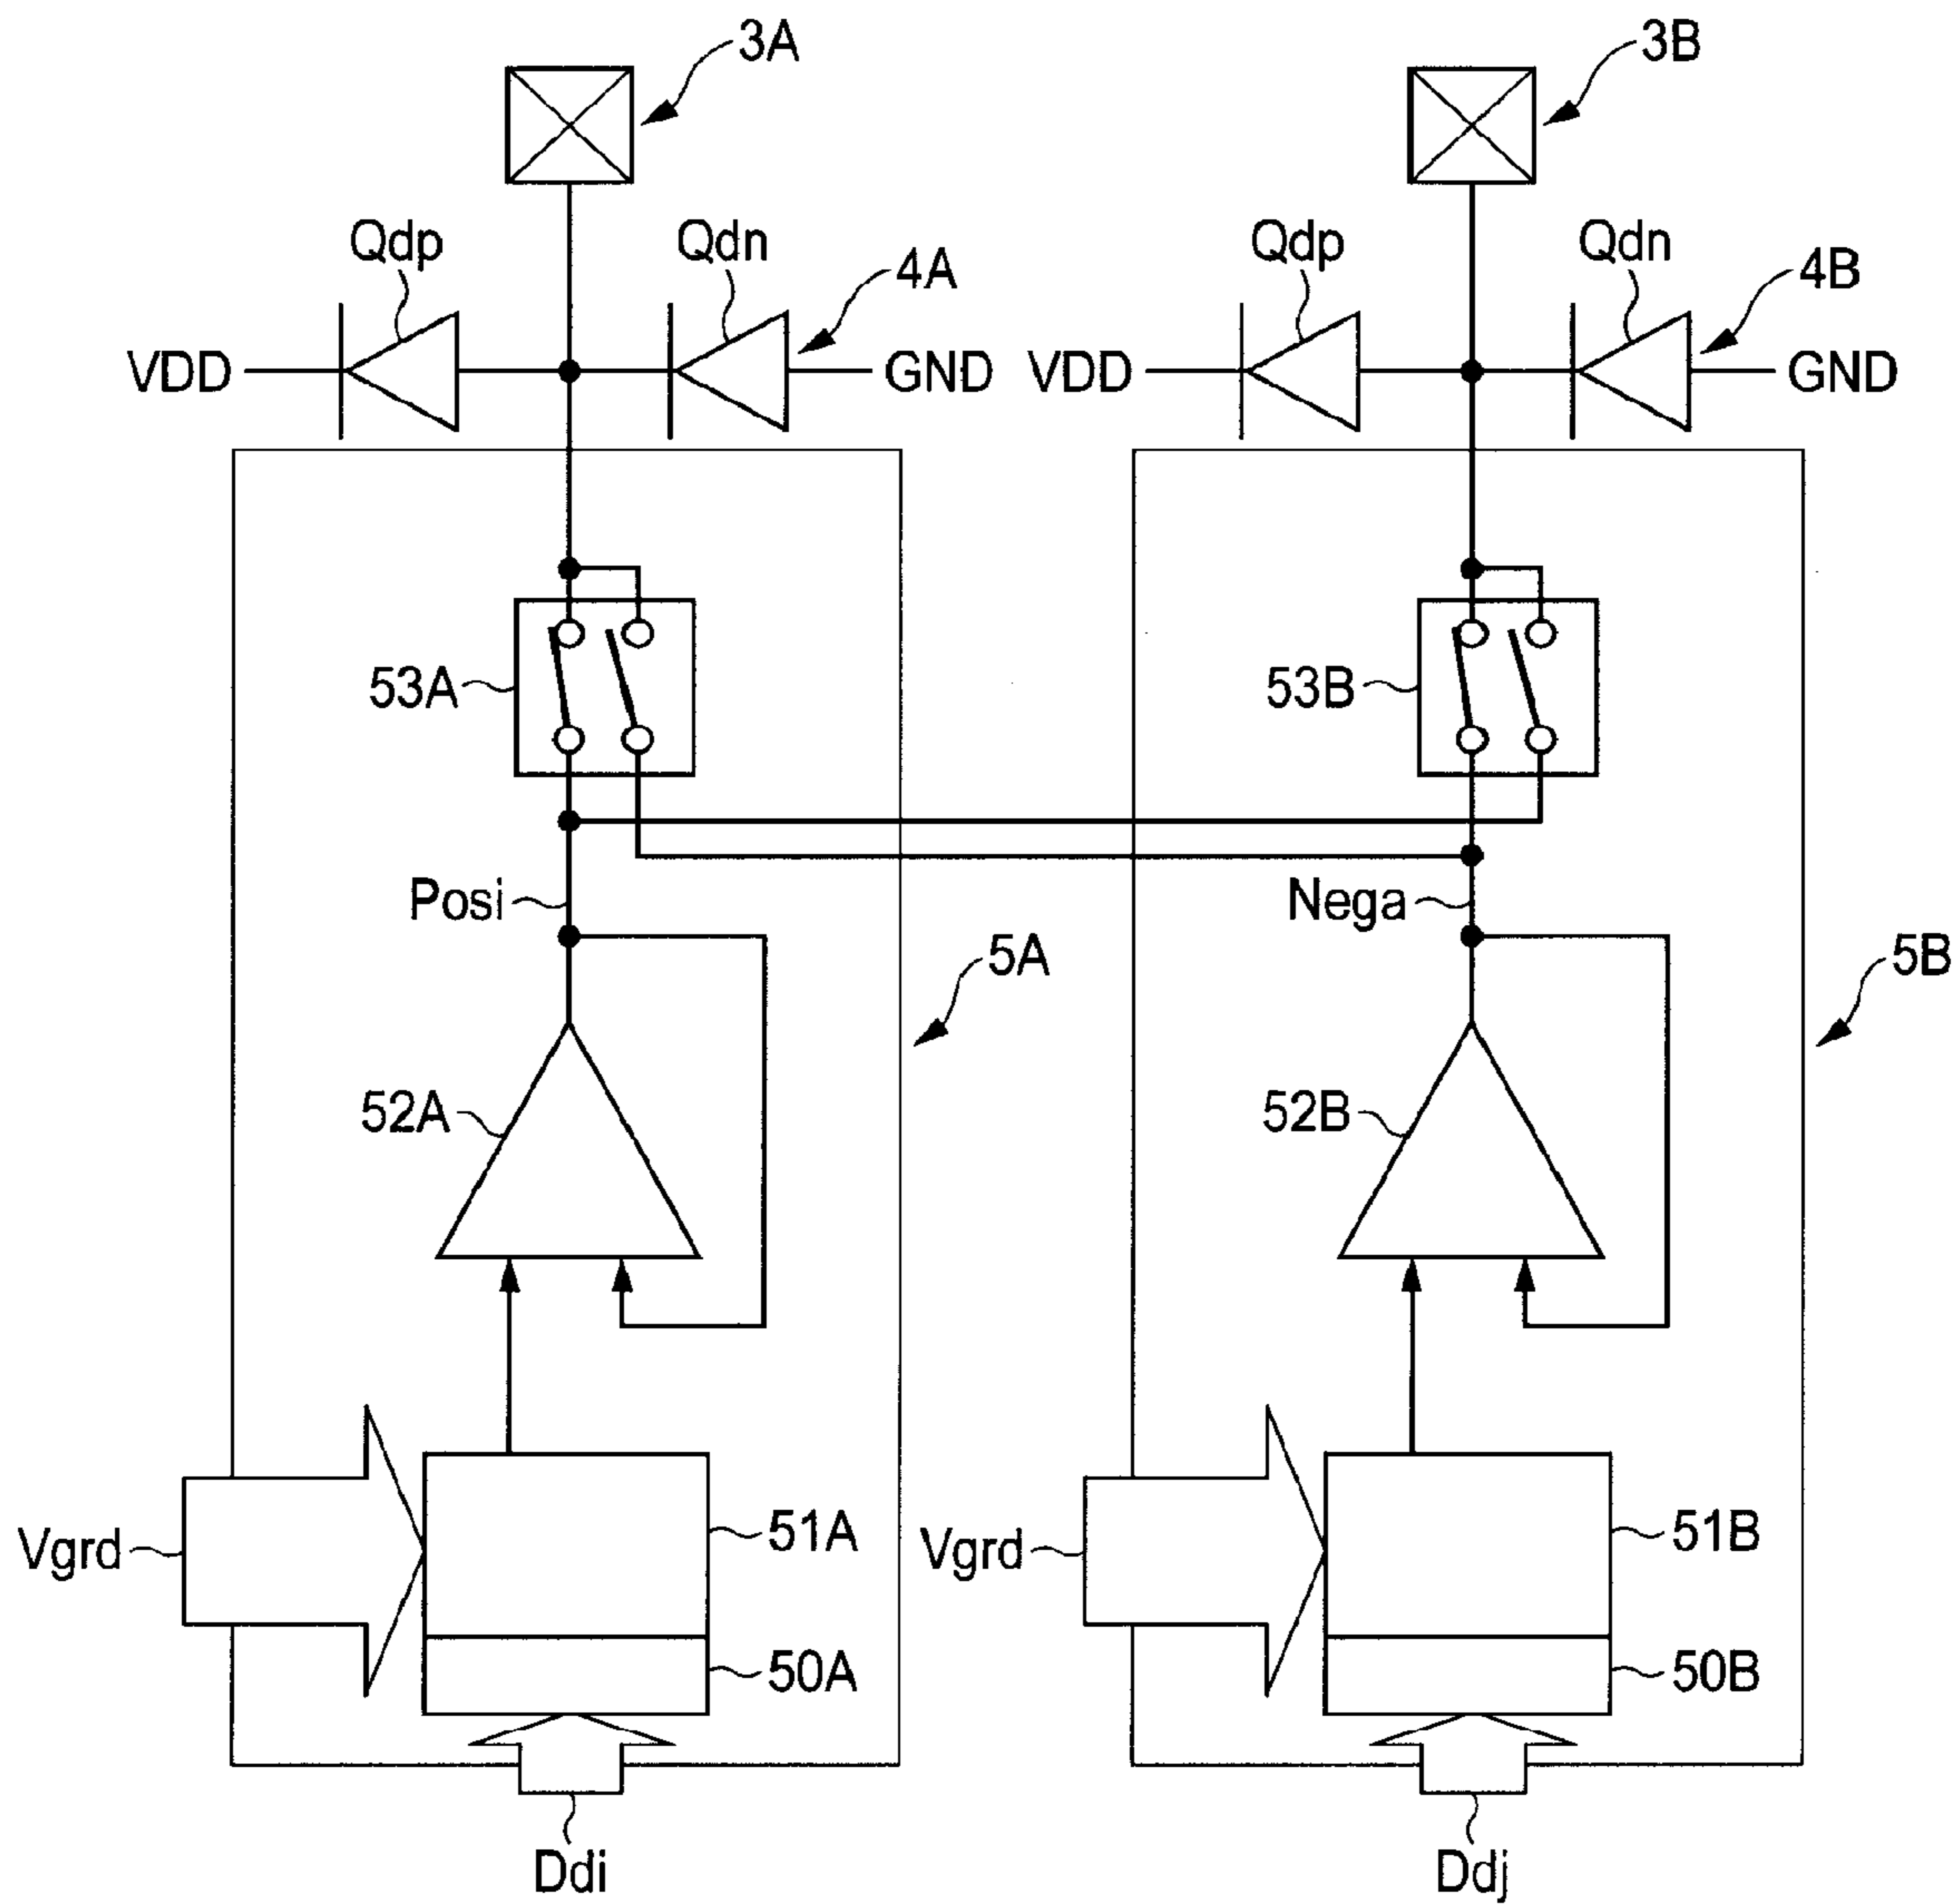 3A
3B
Qdp
Qdn
4A
Qdp
Qdn
4B
VDD
GND
VDD
GND
53A
53B
Posi
Nega
5A
5B
52A
52B
Vgrd
51A
Vgrd
51B
50A
50B
Ddi
Ddj